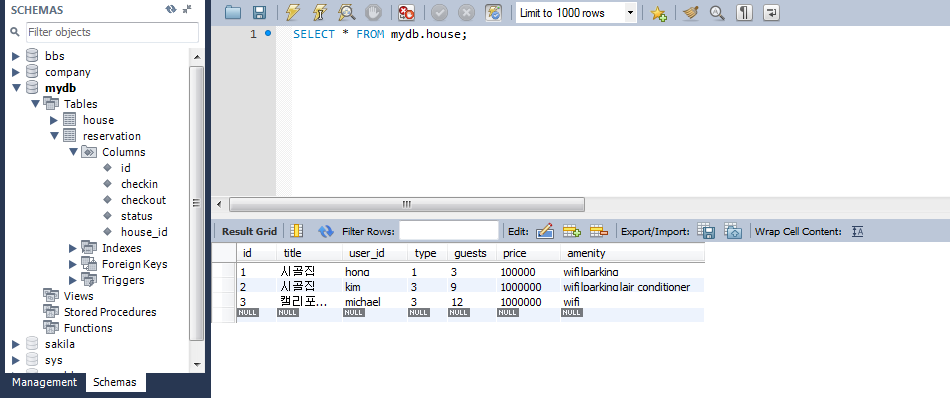 SCHEMAS
Filter objects
bbs
company
mydb
Tables
house
reservation
Columns
id
checkin
checkout
status
house_id
Indexes
Foreign Keys
Triggers
Views
Stored Procedures
Functions
sakila
sys
Management Schemas
Limit to 1000 rows
1 SELECT * FROM mydb.house;
Result Grid Filter Rows: Edit: Export/Import: Wrap Cell Content:
id title user_id type guests price amenity
1 시골집 hong 1 3 100000 wifi|parking
2 시골집 kim 3 9 1000000 wifi|parking|air conditioner
3 캘리포... michael 3 12 1000000 wifi
NULL NULL NULL NULL NULL NULL NULL